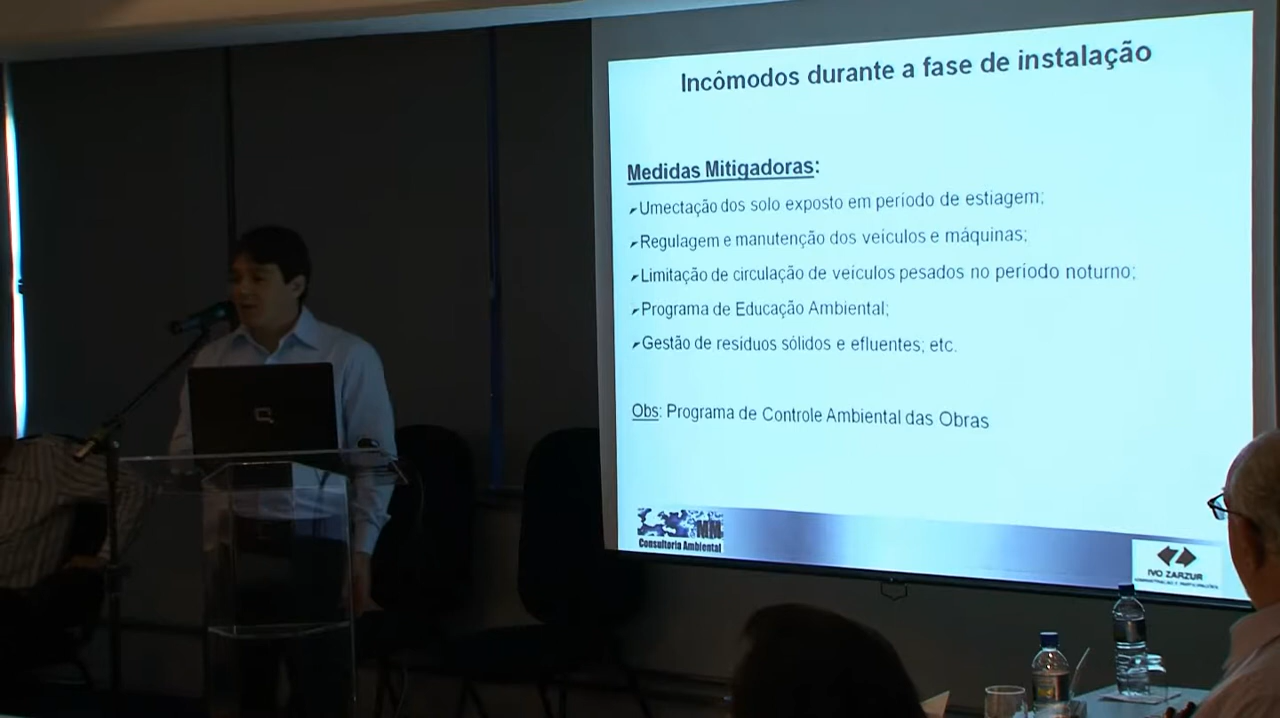 Incômodos durante a fase de instalação
Medidas Mitigadoras:
Umectação dos solo exposto em período de estiagem;
Regulagem e manutenção dos veículos e máquinas;
Limitação de circulação de veículos pesados no período noturno;
Programa de Educação Ambiental;
Gestão de resíduos sólidos e efluentes; etc.
Obs: Programa de Controle Ambiental das Obras
MM
Consultoria Ambiental
IVO ZARZUR